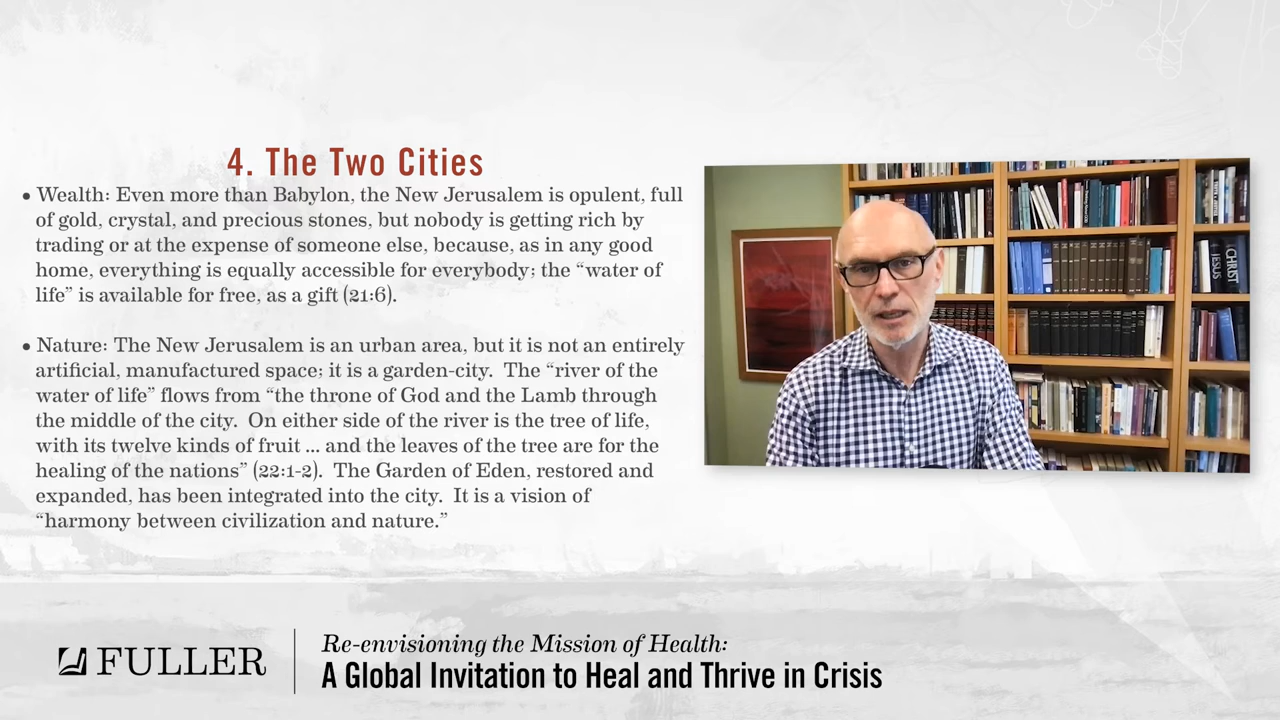 4. The Two Cities
• Wealth: Even more than Babylon, the New Jerusalem is opulent, full
of gold, crystal, and precious stones, but nobody is getting rich by
trading or at the expense of someone else, because, as in any good
home, everything is equally accessible for everybody; the “water of
life” is available for free, as a gift (21:6).
• Nature: The New Jerusalem is an urban area, but it is not an entirely
artificial, manufactured space; it is a garden-city.  The “river of the
water of life” flows from “the throne of God and the Lamb through
the middle of the city.  On either side of the river is the tree of life,
with its twelve kinds of fruit ... and the leaves of the tree are for the
healing of the nations” (22:1-2).  The Garden of Eden, restored and
expanded, has been integrated into the city.  It is a vision of
“harmony between civilization and nature.”
CHRIST
JESUS
FULLER
Re-envisioning the Mission of Health:
A Global Invitation to Heal and Thrive in Crisis